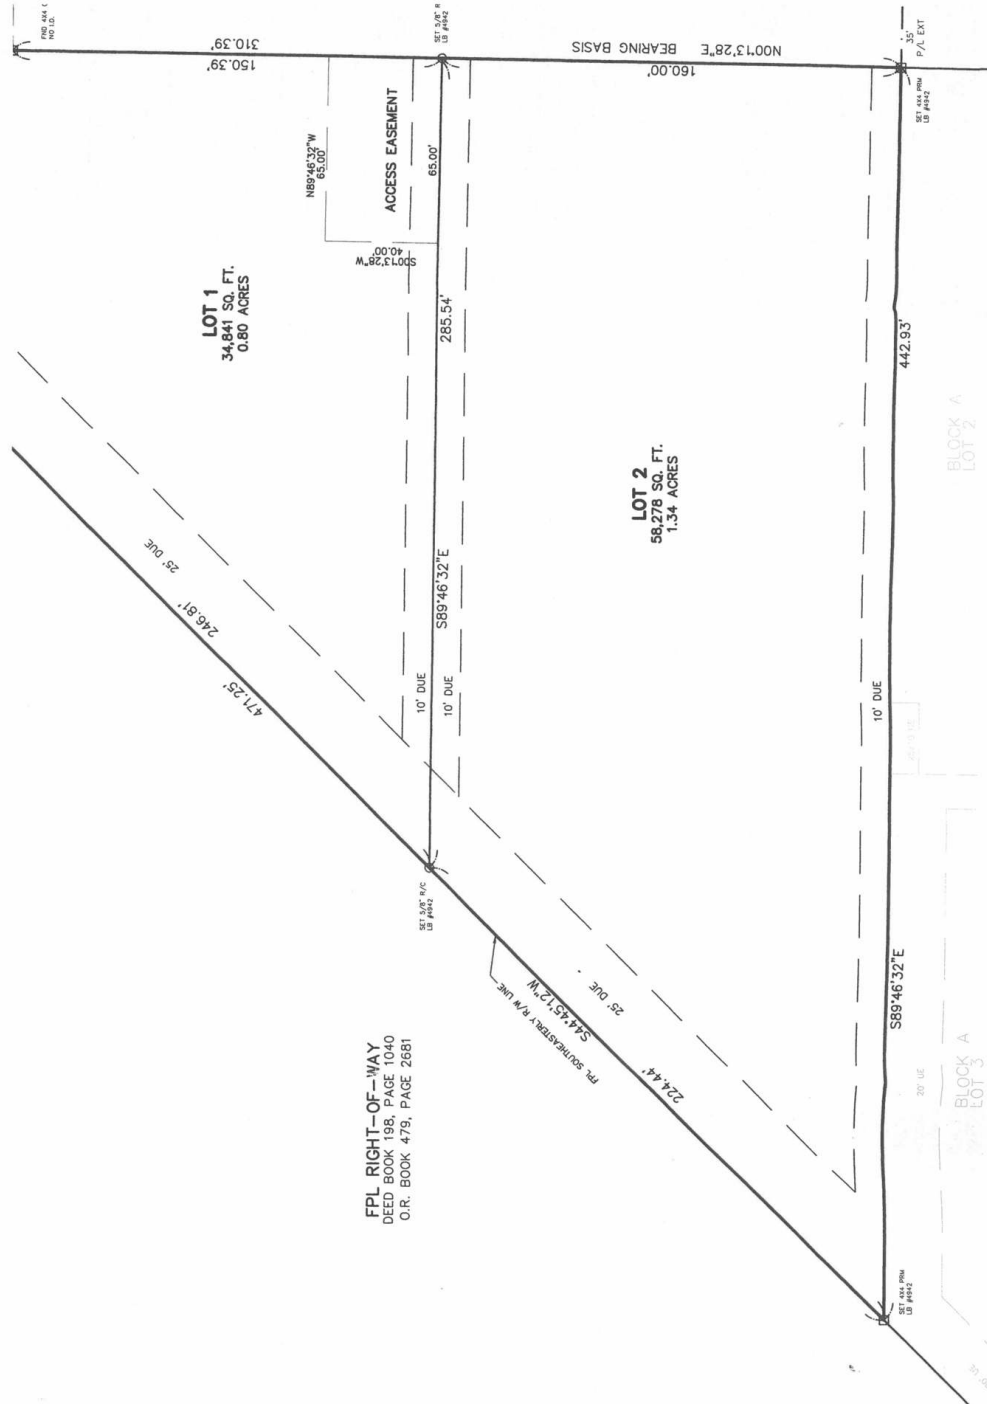 FND 4X4
NO I.D.
310.39'
150.39'
SET 5/8" R
LB #4942
N00°13'28"E BEARING BASIS
160.00'
35'
P/L EXT
SET 4X4 PRM
LB #4942
N89°46'32"W
65.00'
ACCESS EASEMENT
65.00'
S00°13'28"W
40.00'
LOT 1
34,841 SQ. FT.
0.80 ACRES
285.54'
442.93'
BLOCK A
LOT 2
LOT 2
58,278 SQ. FT.
1.34 ACRES
25' DUE
246.81'
471.25'
S89°46'32"E
10' DUE
10' DUE
10' DUE
SET 5/8" R/C
LB #4942
FPL SOUTHEASTERLY R/W LINE
S44°45'12"W
25' DUE
224.44'
S89°46'32"E
20' UE
BLOCK A
LOT 3
FPL RIGHT-OF-WAY
DEED BOOK 198, PAGE 1040
O.R. BOOK 479, PAGE 2681
SET 4X4 PRM
LB #4942